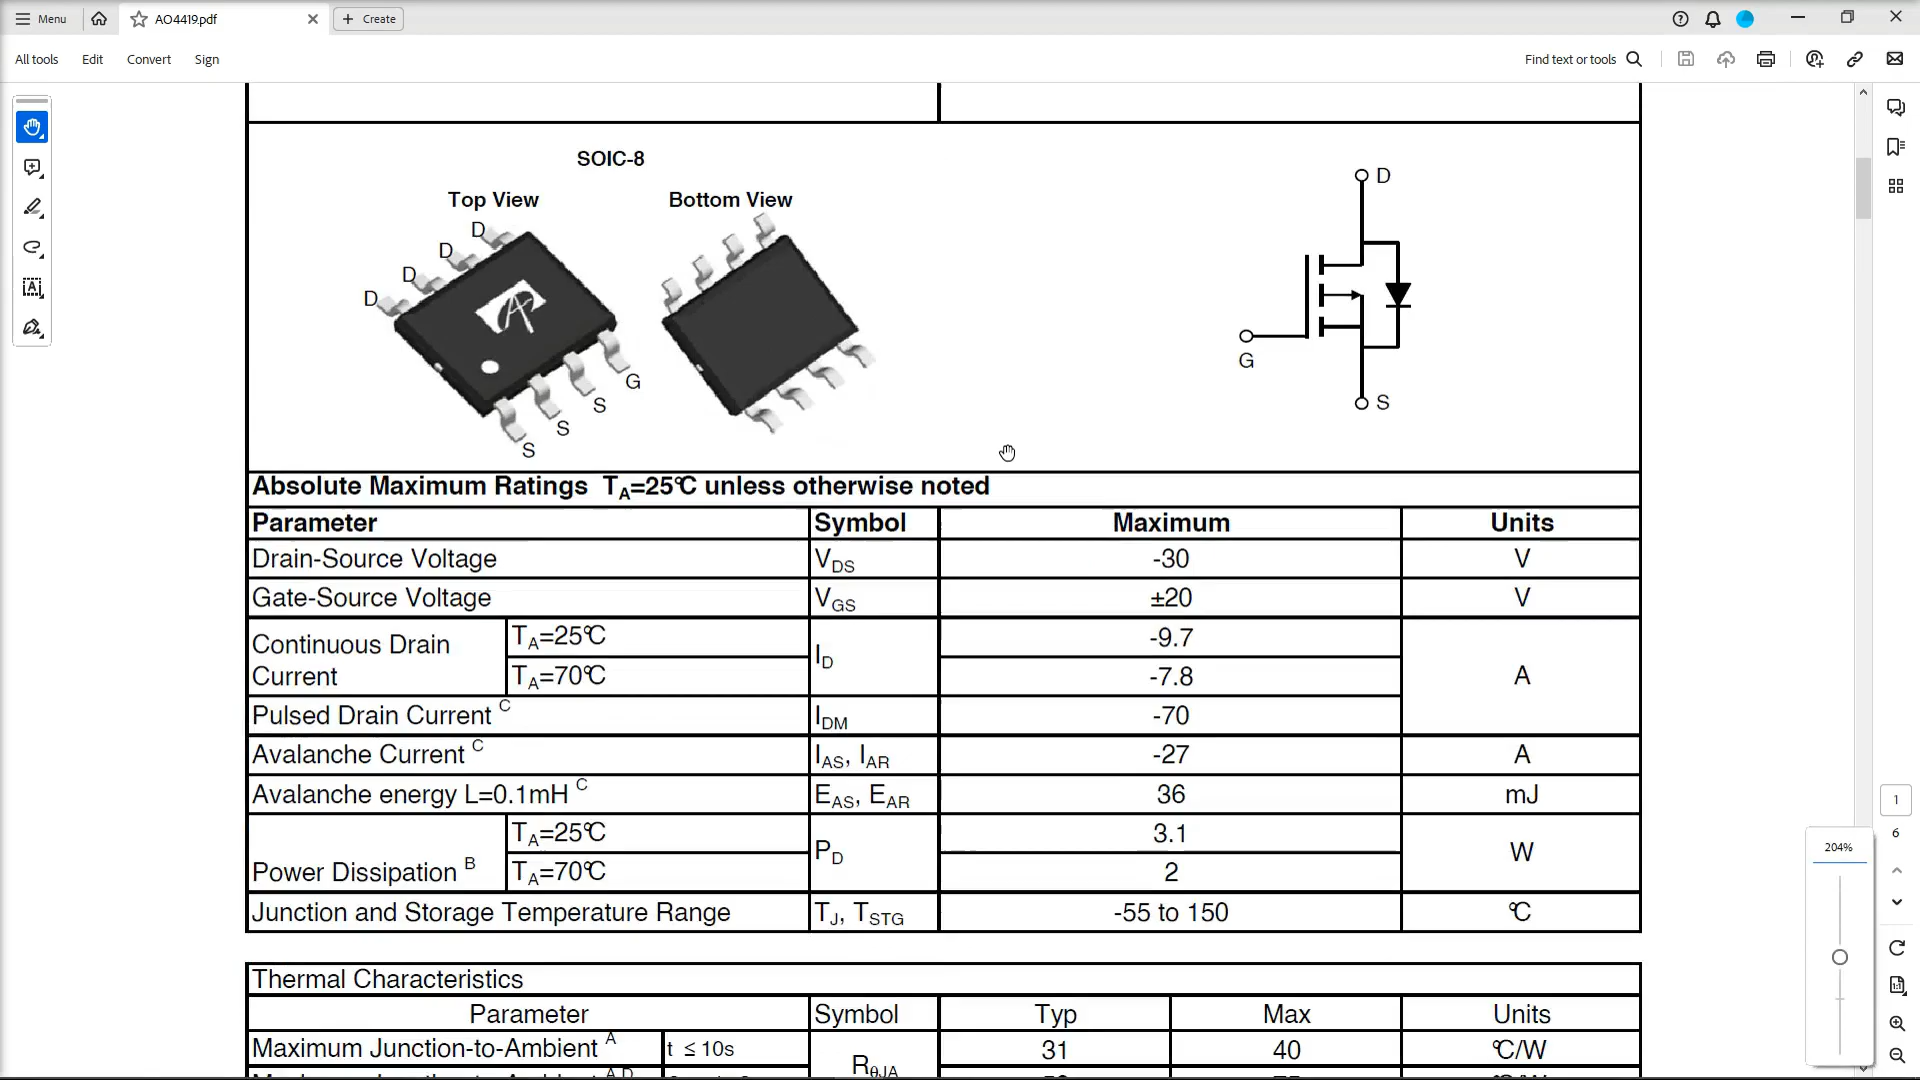 Menu AO4419.pdf Create
All tools Edit Convert Sign Find text or tools
SOIC-8
Top View Bottom View
D
D
D
D
G
S
S
S
D
G
S
Absolute Maximum Ratings TA=25℃ unless otherwise noted
Parameter Symbol Maximum Units
Drain-Source Voltage VDS -30 V
Gate-Source Voltage VGS ±20 V
Continuous Drain Current TA=25℃ ID -9.7 A
TA=70℃ -7.8
Pulsed Drain Current C IDM -70
Avalanche Current C IAS, IAR -27 A
Avalanche energy L=0.1mH C EAS, EAR 36 mJ
Power Dissipation B TA=25℃ PD 3.1 W
TA=70℃ 2
Junction and Storage Temperature Range TJ, TSTG -55 to 150 ℃
Thermal Characteristics
Parameter Symbol Typ Max Units
Maximum Junction-to-Ambient A t ≤ 10s RθJA 31 40 ℃/W
1
6
204%